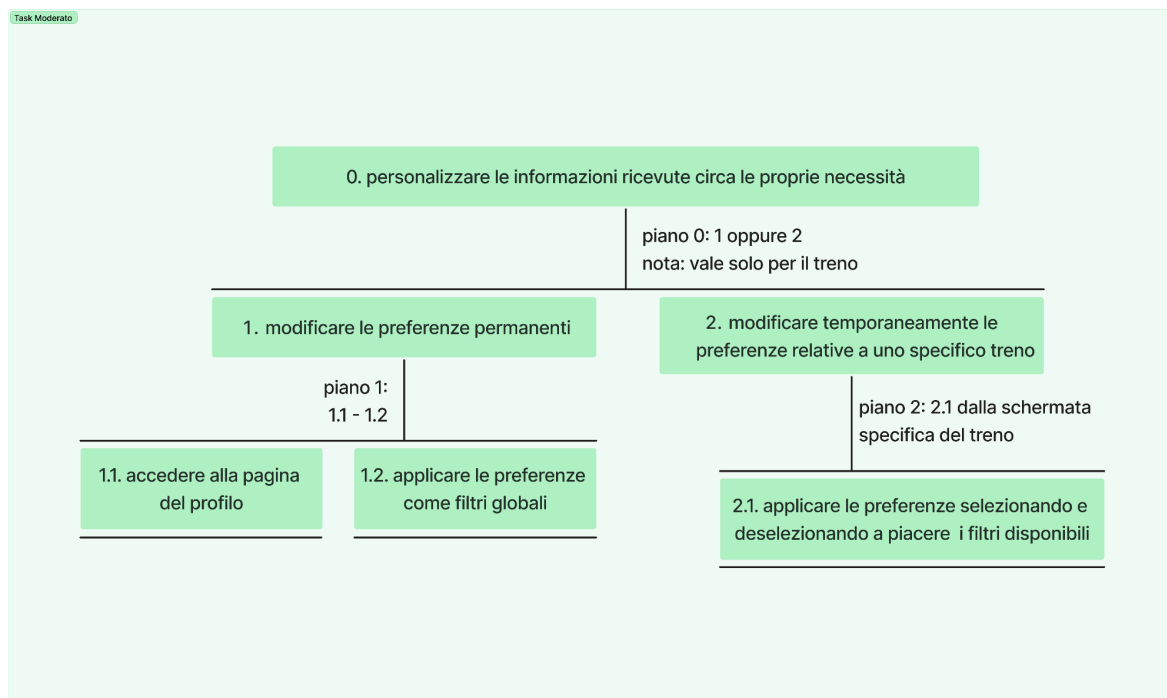 Task Moderato
0. personalizzare le informazioni ricevute circa le proprie necessità
piano 0: 1 oppure 2
nota: vale solo per il treno
1. modificare le preferenze permanenti
2. modificare temporaneamente le
preferenze relative a uno specifico treno
piano 1:
1.1 - 1.2
piano 2: 2.1 dalla schermata
specifica del treno
1.1. accedere alla pagina
del profilo
1.2. applicare le preferenze
come filtri globali
2.1. applicare le preferenze selezionando e
deselezionando a piacere i filtri disponibili